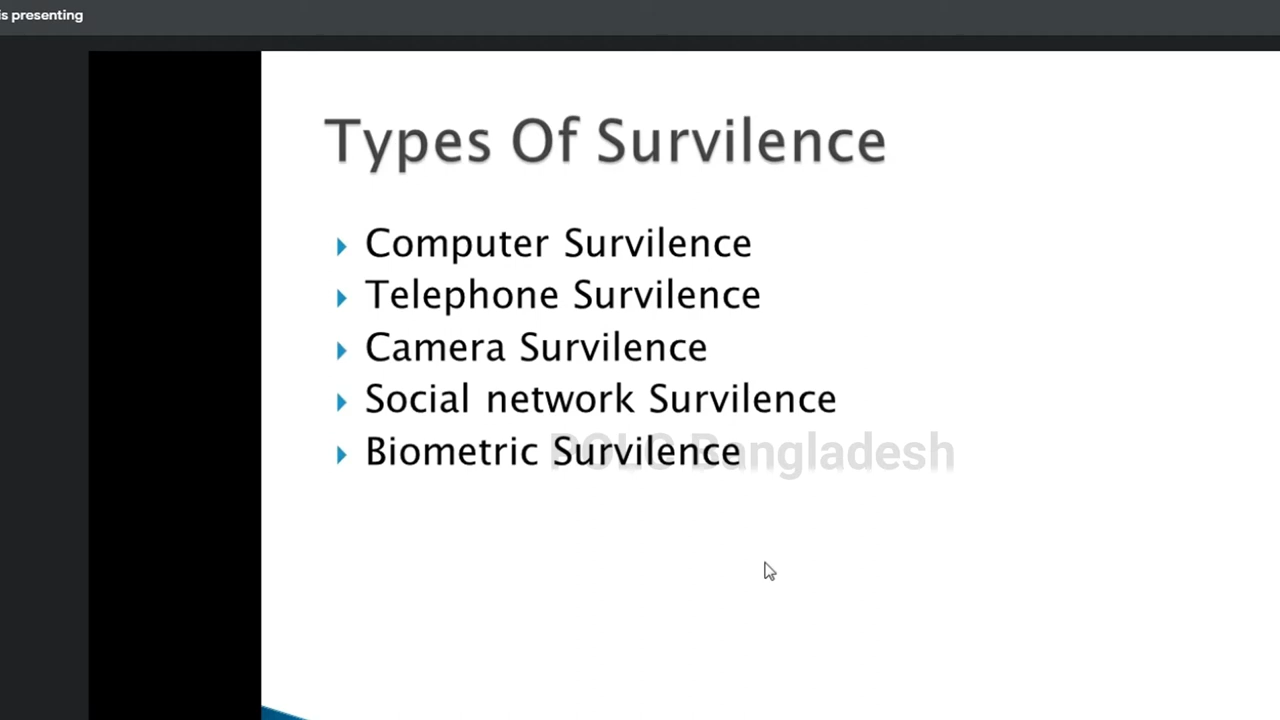 is presenting
Types Of Survilence
Computer Survilence
Telephone Survilence
Camera Survilence
Social network Survilence
Biometric Survilence
Bangladesh